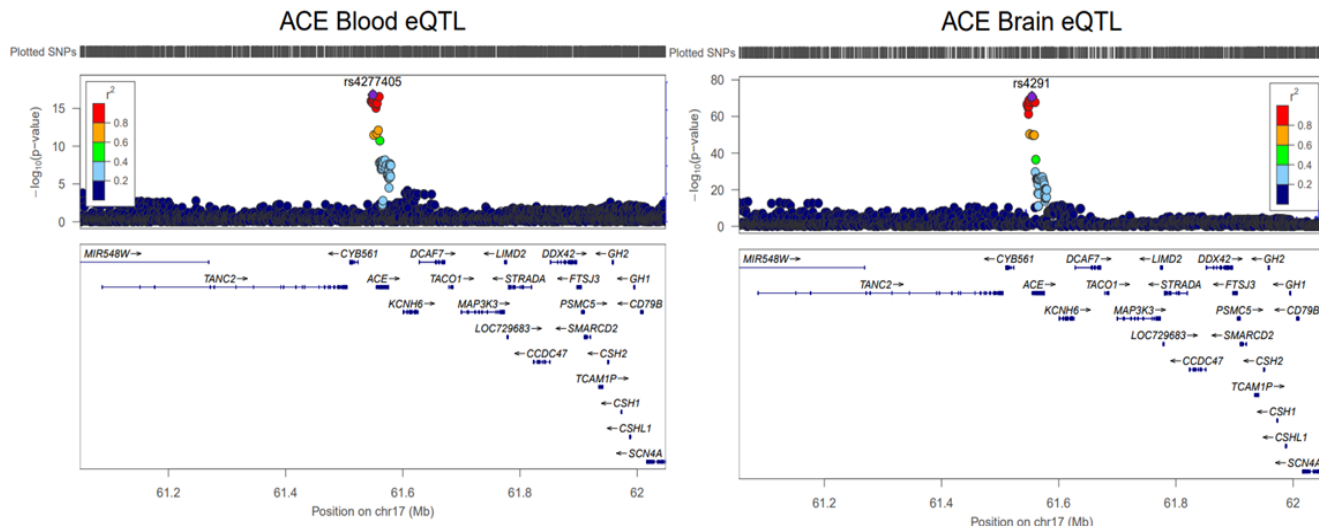 ACE Blood eQTL
Plotted SNPs
rs4277405
r²
0.8
0.6
0.4
0.2
15
10
5
0
−log₁₀(p−value)
MIR548W→
←CYB561
DCAF7→
←LIMD2
DDX42→
←GH2
TANC2→
ACE→
TACO1→
←STRADA
←FTSJ3
←GH1
KCNH6→
MAP3K3→
PSMC5→
←CD79B
LOC729683→
←SMARCD2
←CCDC47
←CSH2
TCAM1P→
←CSH1
←CSHL1
←SCN4A
61.2
61.4
61.6
61.8
62
Position on chr17 (Mb)
ACE Brain eQTL
Plotted SNPs
rs4291
r²
0.8
0.6
0.4
0.2
80
60
40
20
0
−log₁₀(p−value)
MIR548W→
←CYB561
DCAF7→
←LIMD2
DDX42→
←GH2
TANC2→
ACE→
TACO1→
←STRADA
←FTSJ3
←GH1
KCNH6→
MAP3K3→
PSMC5→
←CD79B
LOC729683→
←SMARCD2
←CCDC47
←CSH2
TCAM1P→
←CSH1
←CSHL1
←SCN4A
61.2
61.4
61.6
61.8
62
Position on chr17 (Mb)